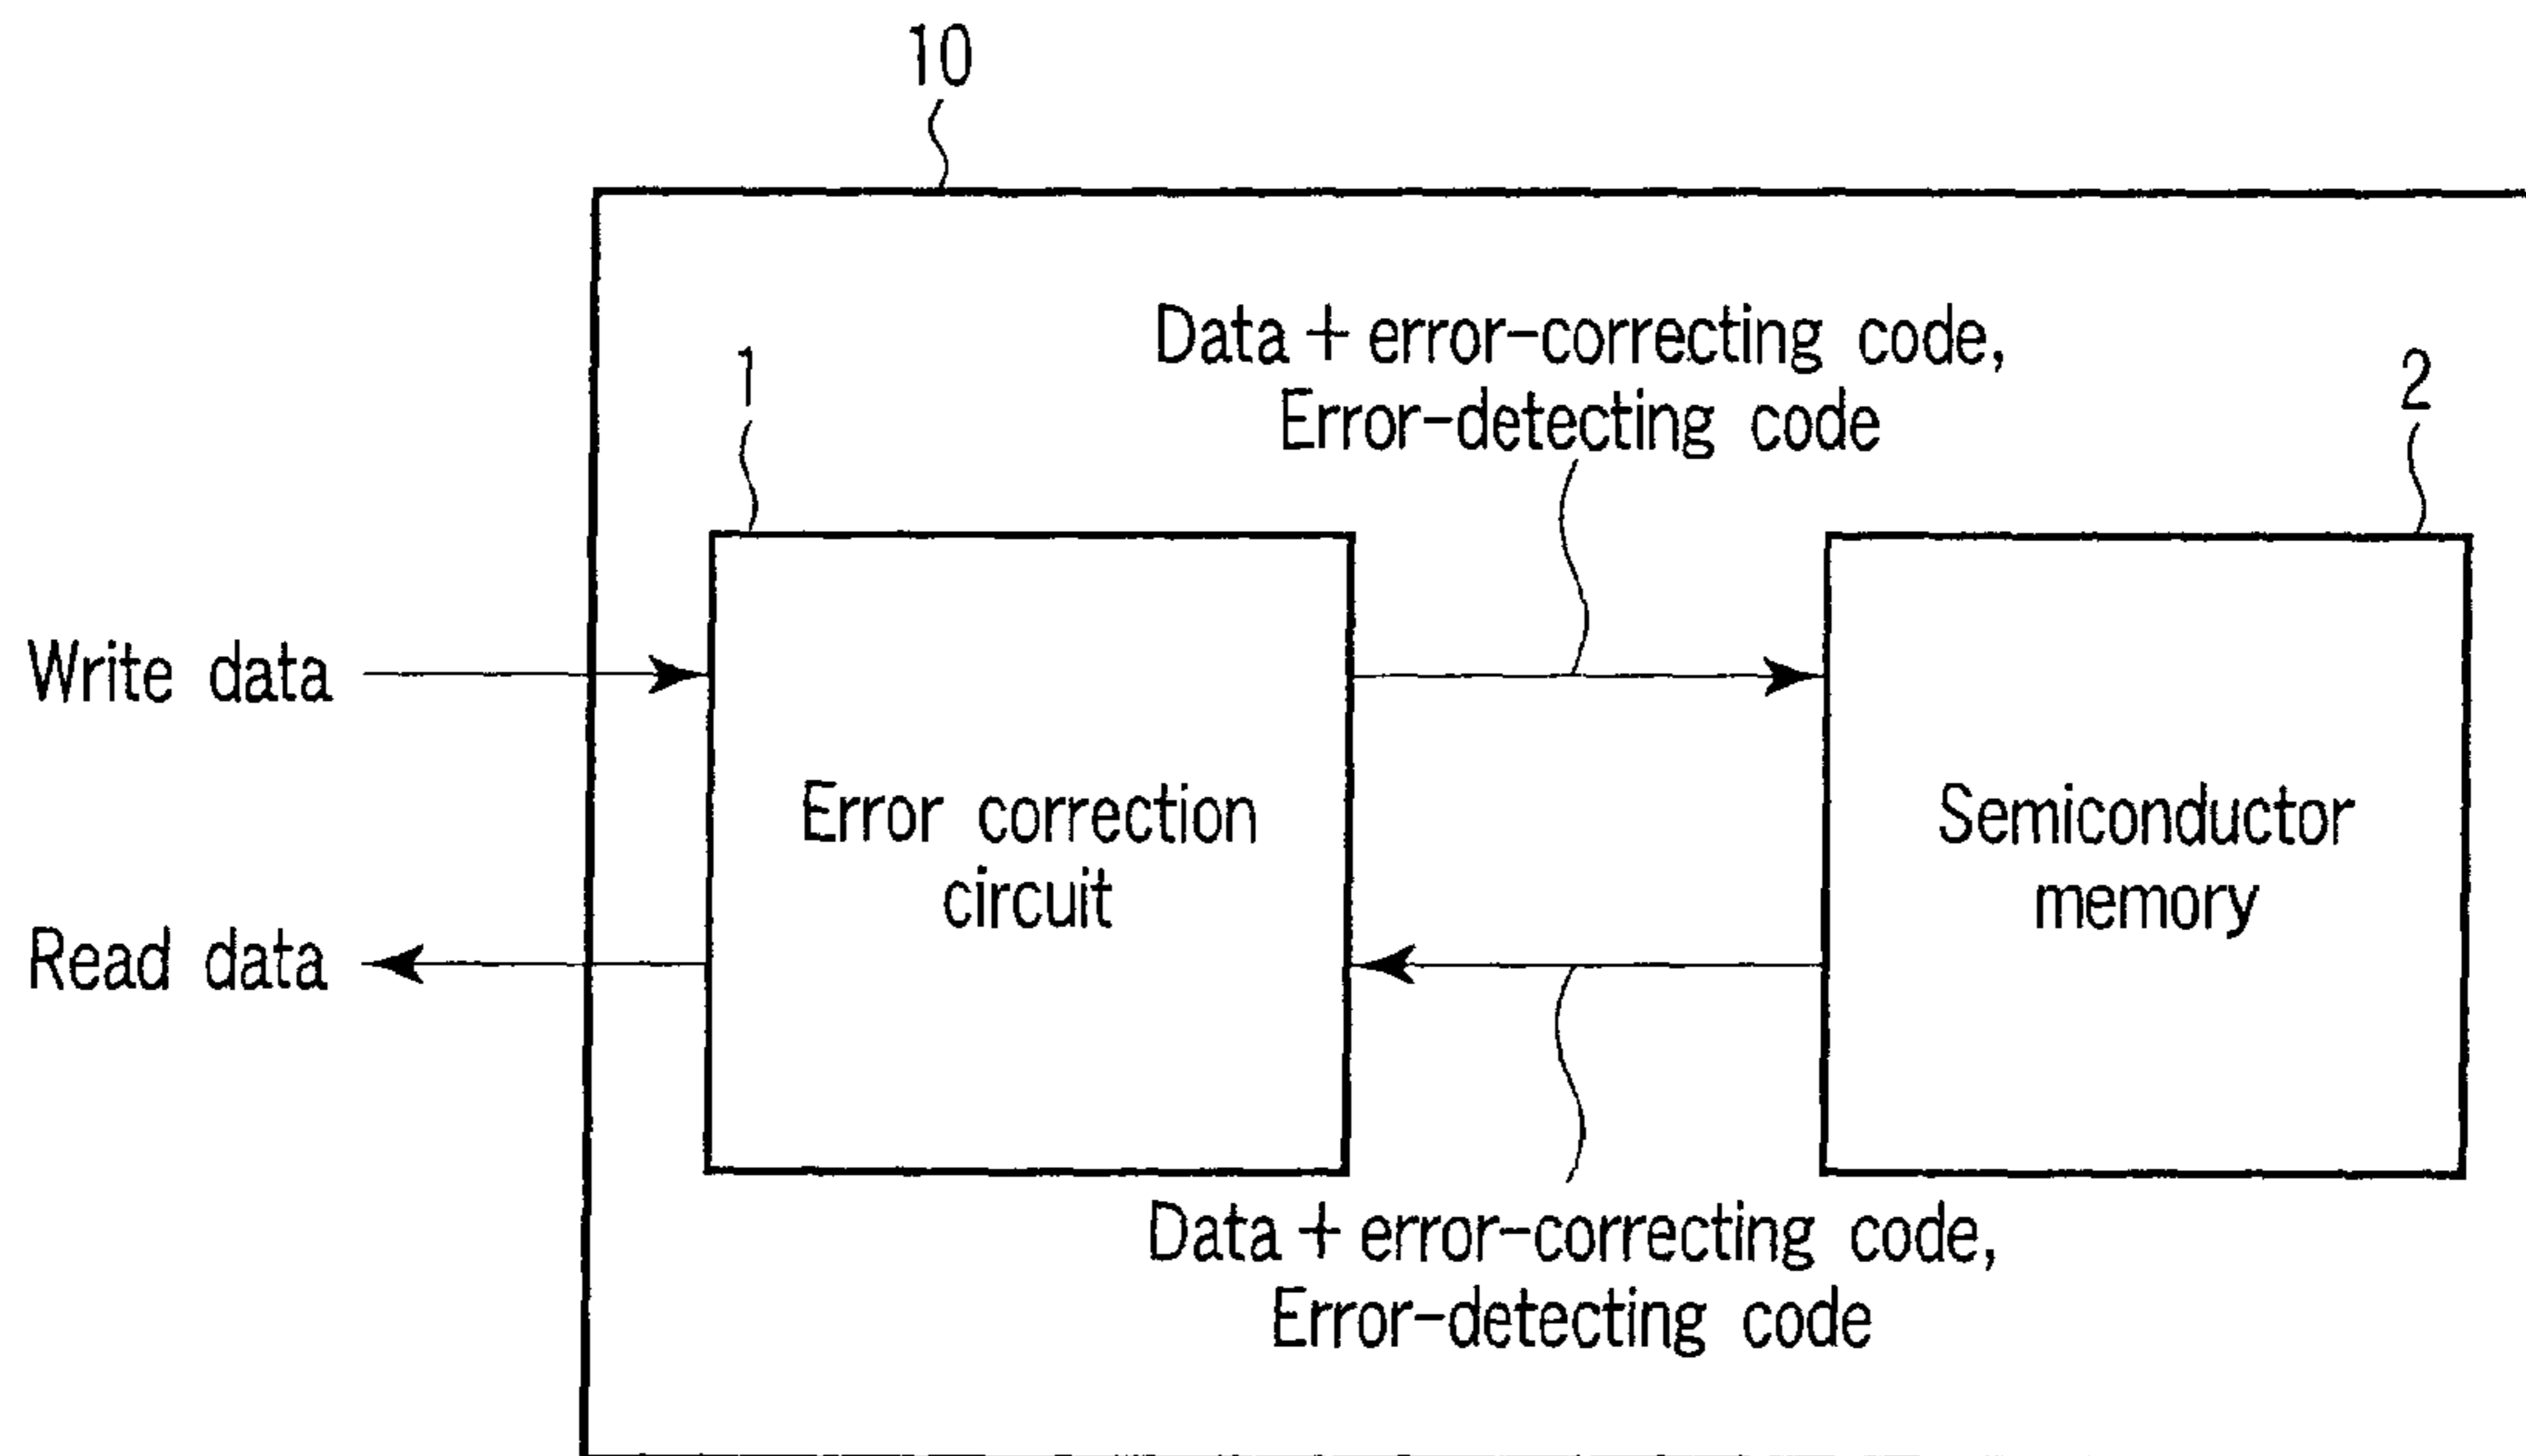 10
Data + error-correcting code,
Error-detecting code
1
2
Write data
Error correction
circuit
Semiconductor
memory
Read data
Data + error-correcting code,
Error-detecting code